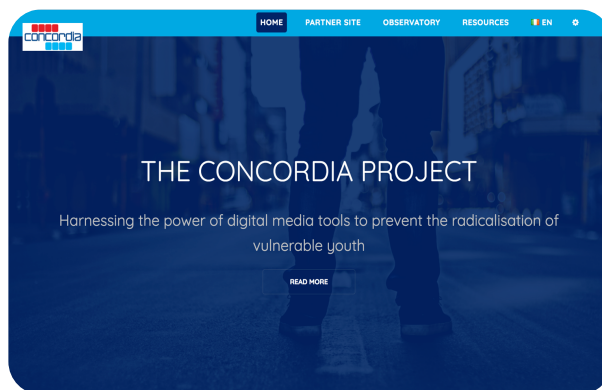 HOME PARTNER SITE OBSERVATORY RESOURCES EN
concordia
THE CONCORDIA PROJECT
Harnessing the power of digital media tools to prevent the radicalisation of
vulnerable youth
READ MORE